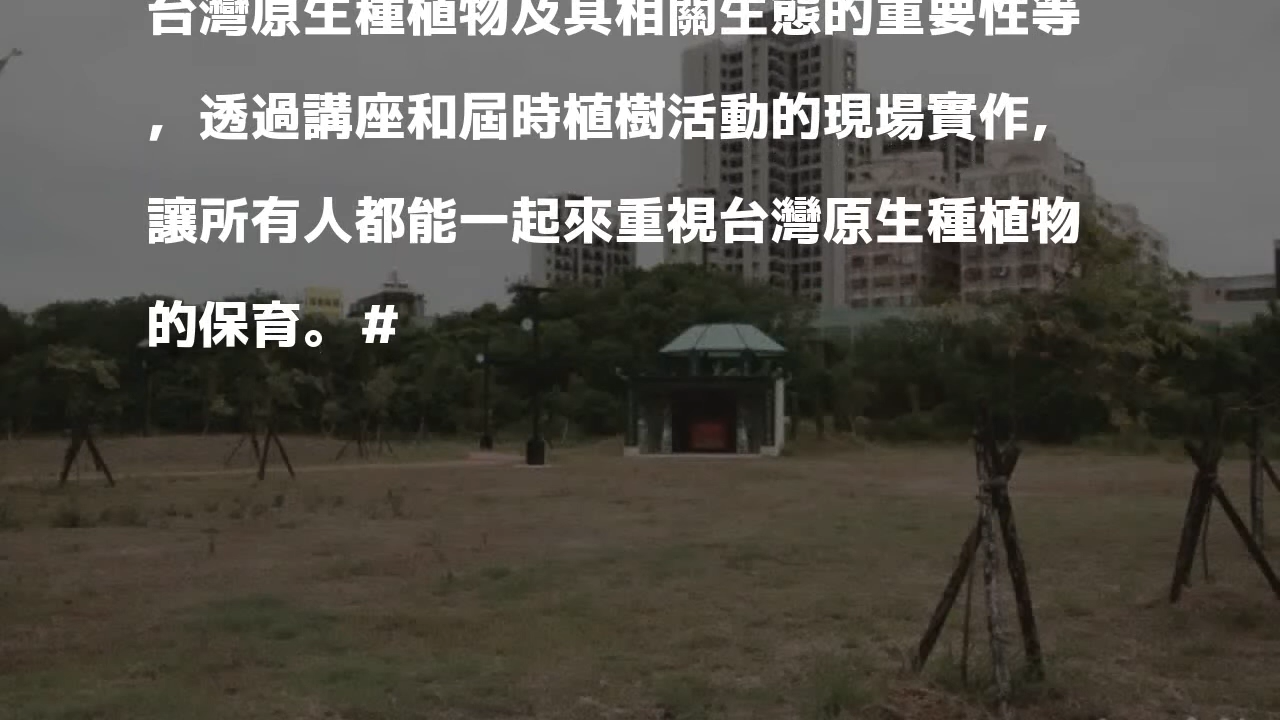 台灣原生種植物及其相關生態的重要性等
，透過講座和屆時植樹活動的現場實作，
讓所有人都能一起來重視台灣原生種植物
的保育。#